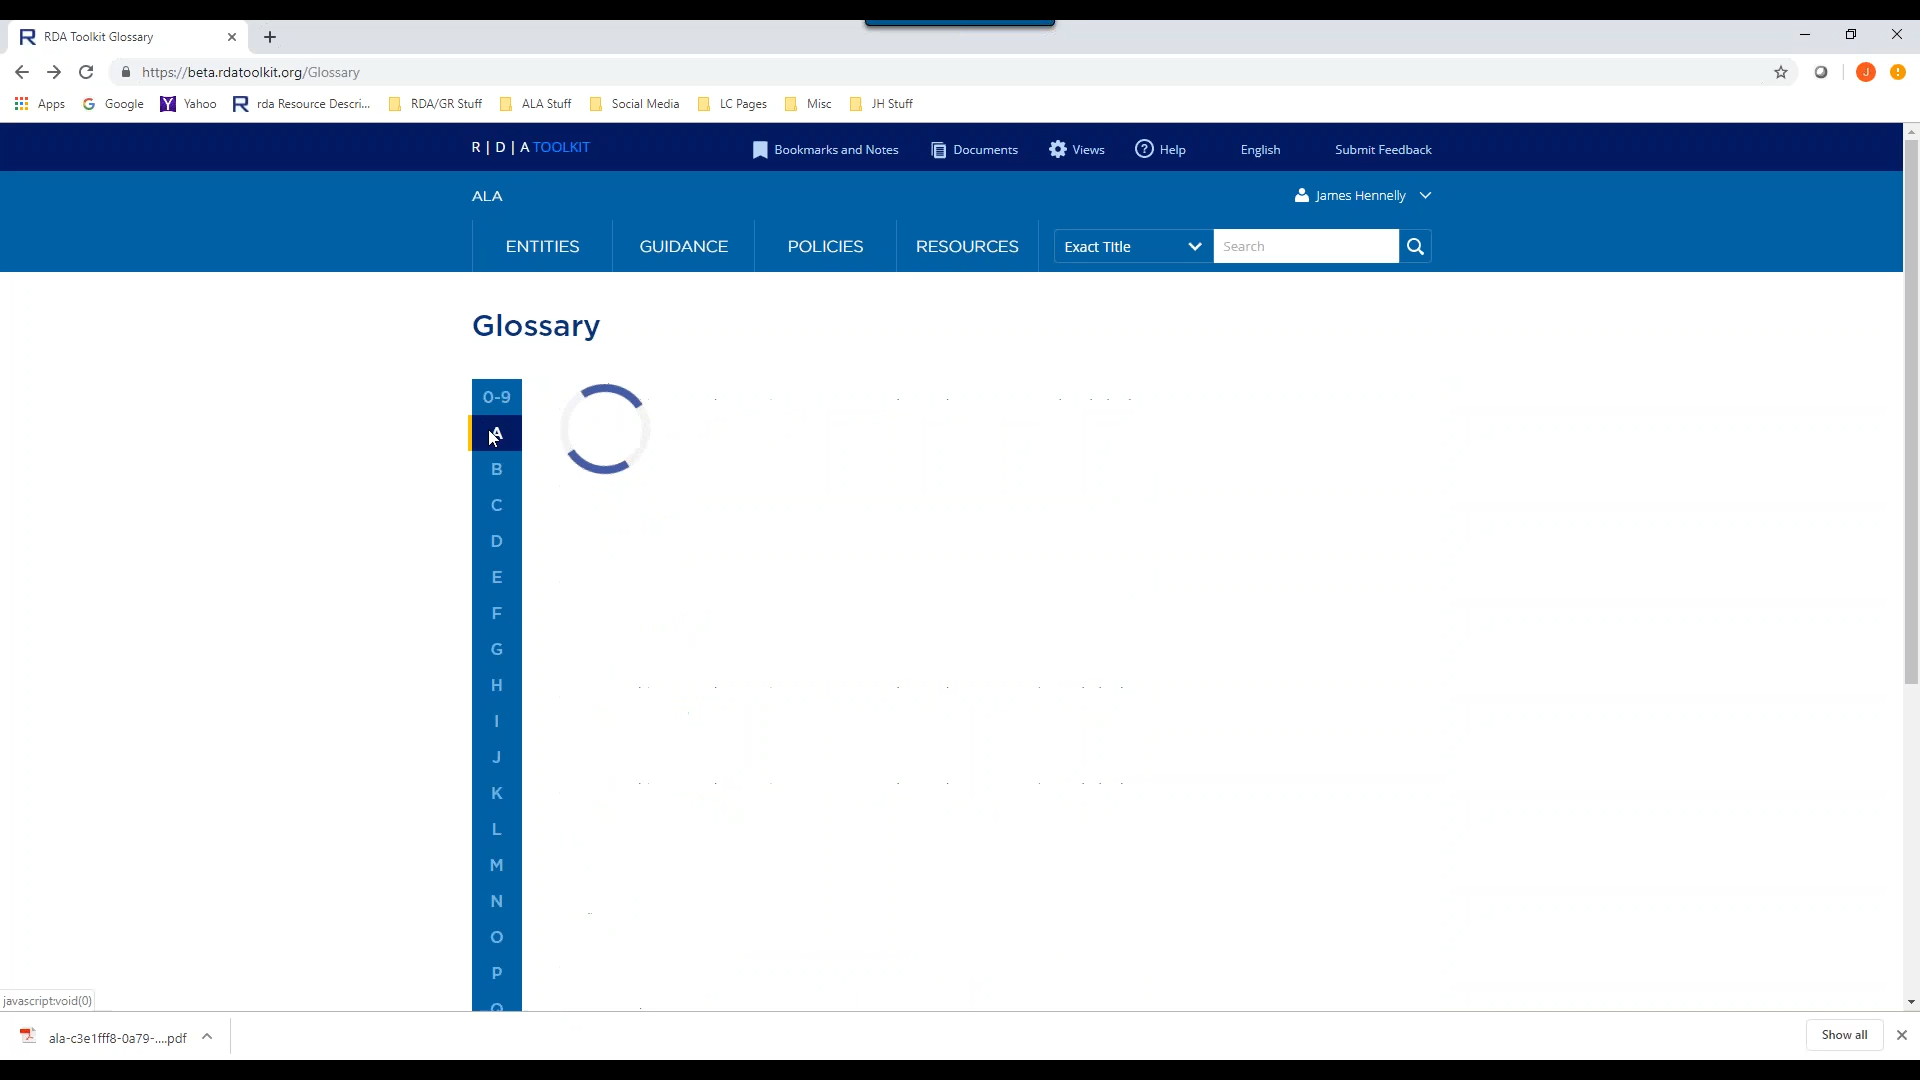 RDA Toolkit Glossary
https://beta.rdatoolkit.org/Glossary
J
Apps Google Yahoo rda Resource Descri... RDA/GR Stuff ALA Stuff Social Media LC Pages Misc JH Stuff
R | D | A TOOLKIT Bookmarks and Notes Documents Views Help English Submit Feedback
ALA James Hennelly
ENTITIES GUIDANCE POLICIES RESOURCES Exact Title Search
Glossary
0-9
A
B
C
D
E
F
G
H
I
J
K
L
M
N
O
P
Q
javascript:void(0)
ala-c3e1fff8-0a79-....pdf Show all